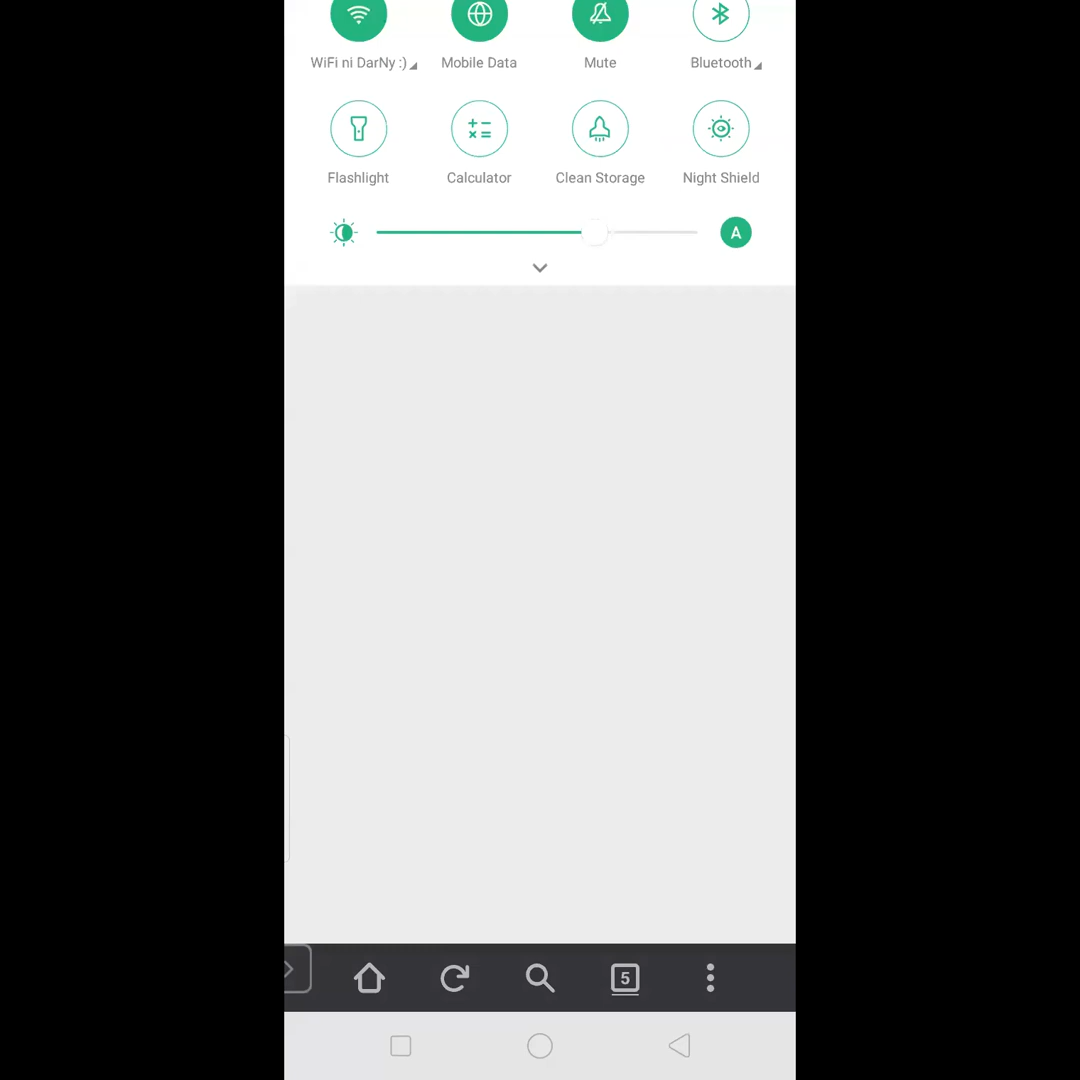 WiFi ni DarNy :) Mobile Data Mute Bluetooth
Flashlight Calculator Clean Storage Night Shield
A
5